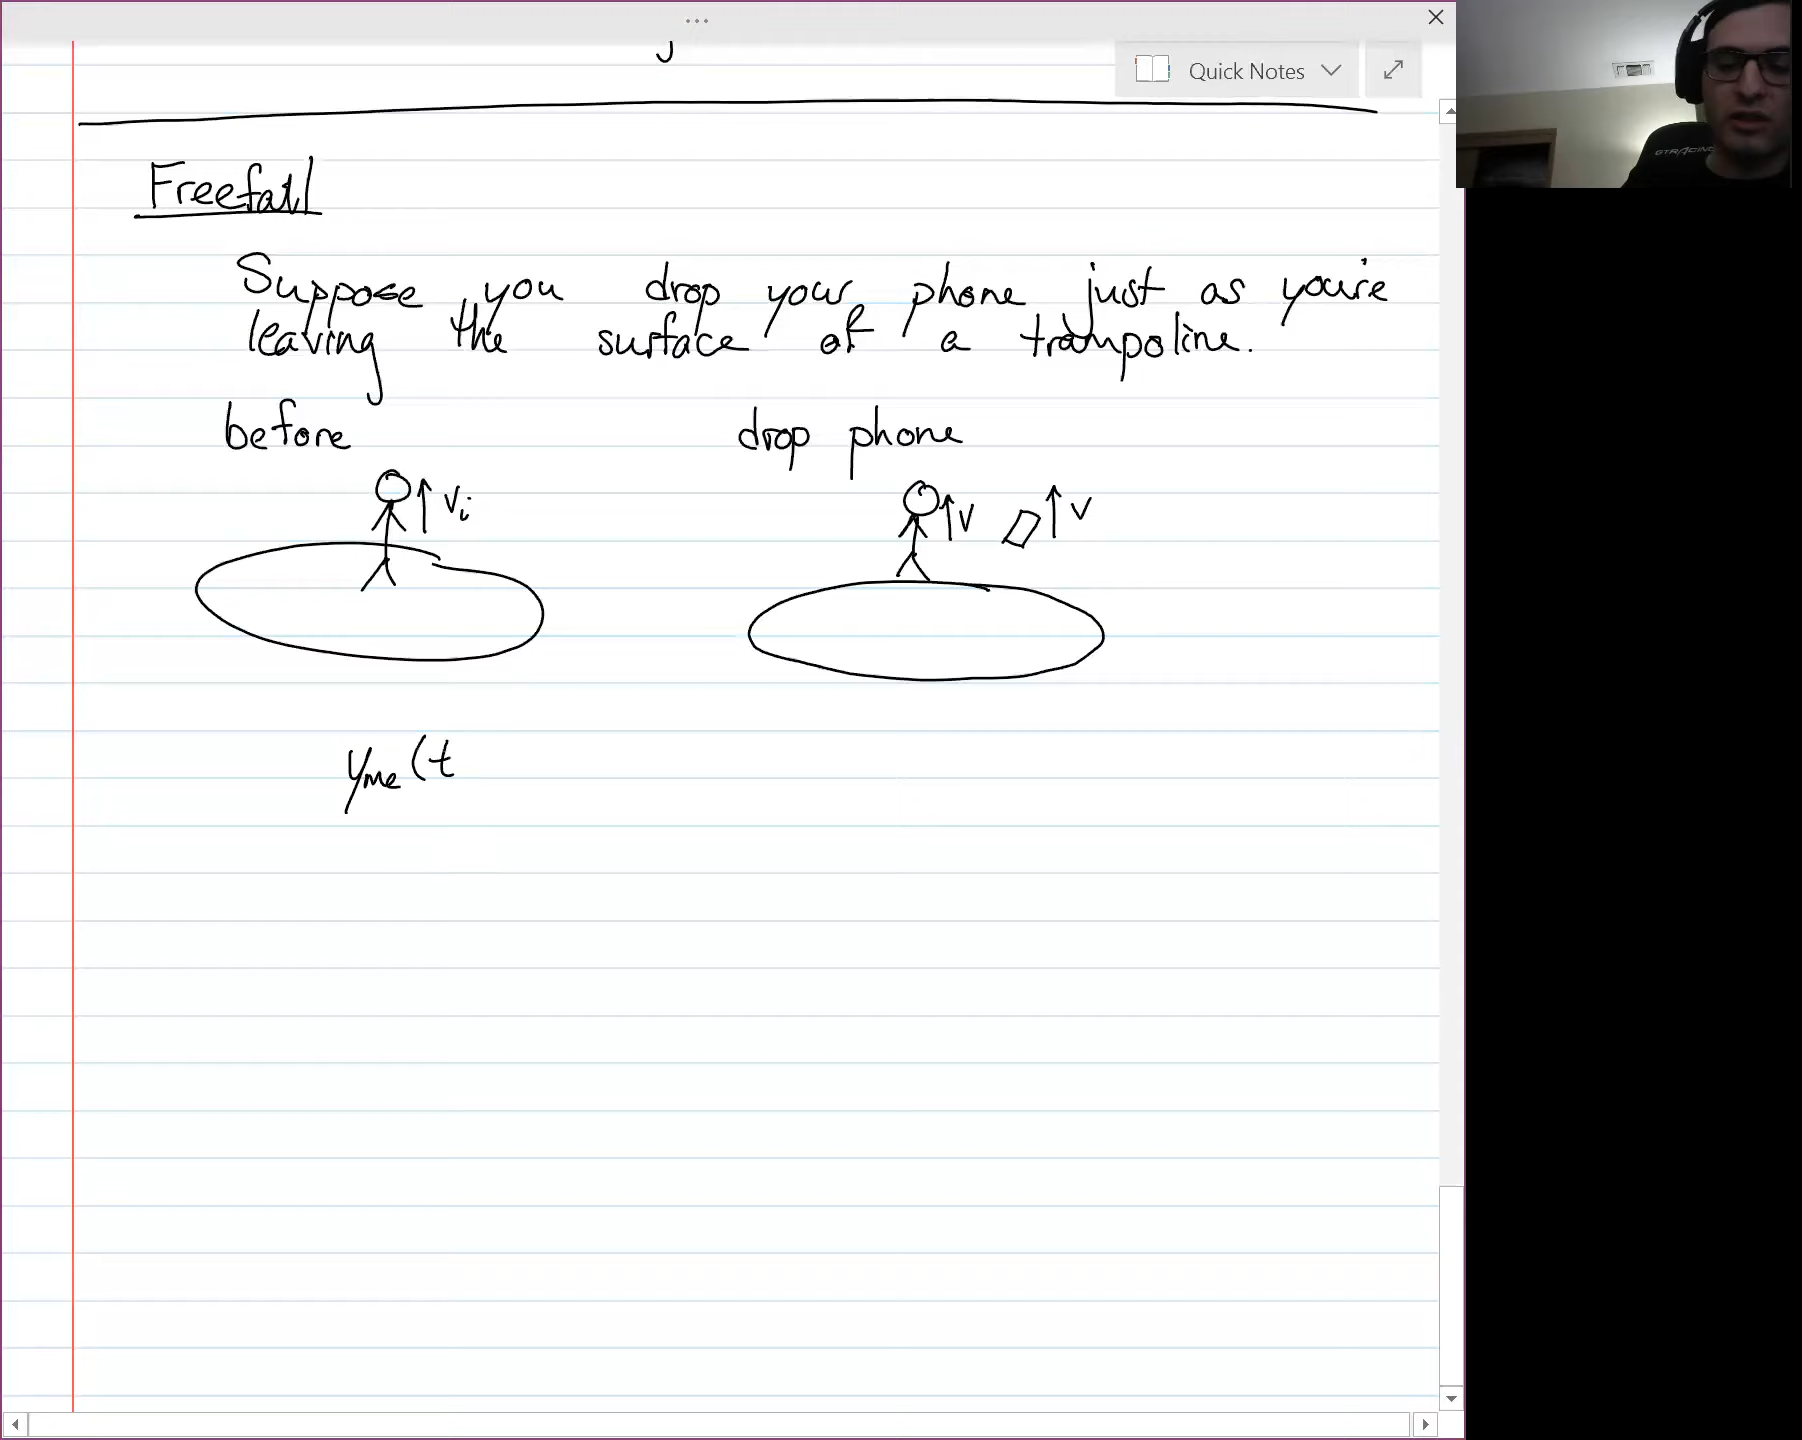 Quick Notes
Freefall
Suppose you drop your phone just as you're
leaving the surface of a trampoline.
before drop phone
vi v v
yme(t
GTRACING